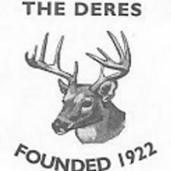 THE DERES
FOUNDED 1922